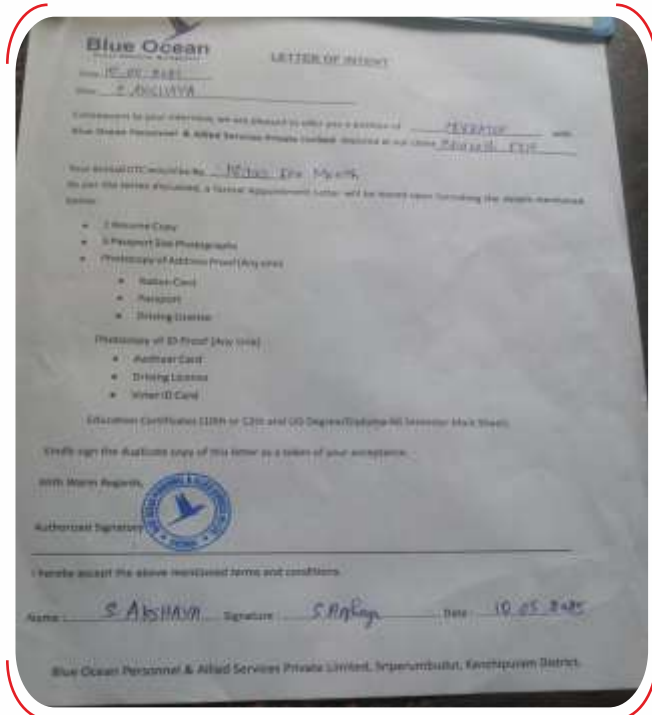 Blue Ocean
LETTER OF INTENT
Date
S. AKSHAYA
Consequent to your interview, we are pleased to offer you a position of with
Blue Ocean Personnel & Allied Services Private Limited
Your Annual CTC would be Rs. Per Month
As per the terms discussed, a formal Appointment Letter will be issued upon furnishing the details mentioned
below:
• 2 Resume Copy
Passport Size Photographs
• Photocopy of Address Proof (Any one)
• Ration Card
• Passport
• Driving License
Photocopy of ID Proof (Any one)
• Aadhaar Card
• Driving License
• Voter ID Card
Education Certificates (10th or 12th and UG Degree/Diploma-All Semester Mark Sheet)
Kindly sign the duplicate copy of this letter as a token of your acceptance.
With Warm Regards,
Authorized Signatory
I hereby accept the above mentioned terms and conditions.
Name : S. AKSHAYA Signature : Date : 10 05 2025
Blue Ocean Personnel & Allied Services Private Limited, Sriperumbudur, Kanchipuram District.